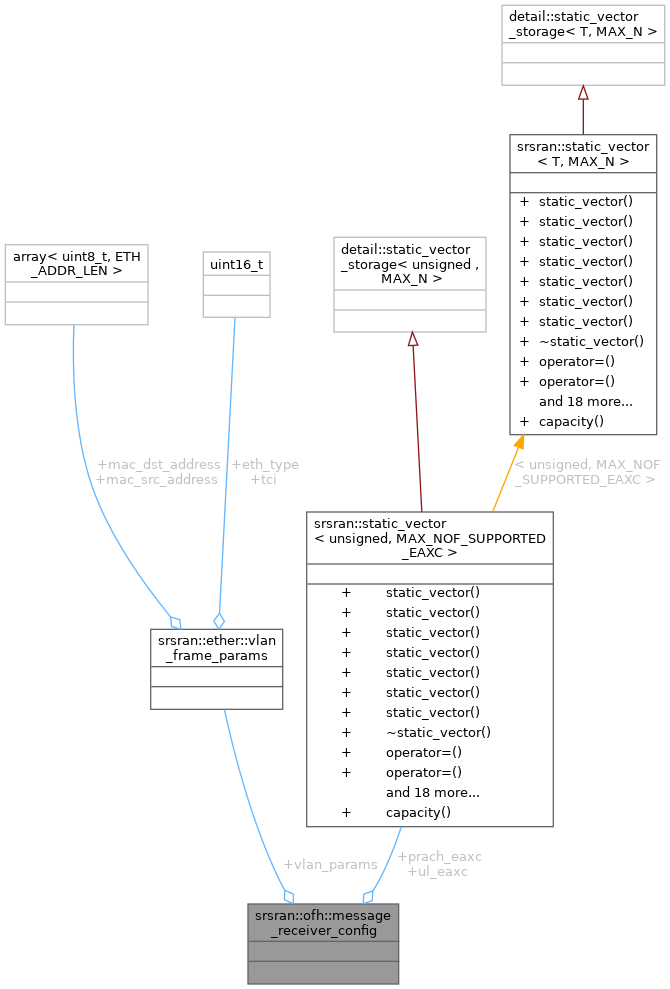 detail::static_vector
_storage< T, MAX_N >
srsran::static_vector
< T, MAX_N >
+ static_vector()
+ static_vector()
+ static_vector()
+ static_vector()
+ static_vector()
+ static_vector()
+ static_vector()
+ ~static_vector()
+ operator=()
+ operator=()
and 18 more...
+ capacity()
array< uint8_t, ETH
_ADDR_LEN >
uint16_t
detail::static_vector
_storage< unsigned ,
MAX_N >
+mac_dst_address
+mac_src_address
+eth_type
+tci
< unsigned, MAX_NOF
_SUPPORTED_EAXC >
srsran::static_vector
< unsigned, MAX_NOF_SUPPORTED
_EAXC >
+ static_vector()
+ static_vector()
+ static_vector()
+ static_vector()
+ static_vector()
+ static_vector()
+ static_vector()
+ ~static_vector()
+ operator=()
+ operator=()
and 18 more...
+ capacity()
srsran::ether::vlan
_frame_params
+vlan_params
+prach_eaxc
+ul_eaxc
srsran::ofh::message
_receiver_config